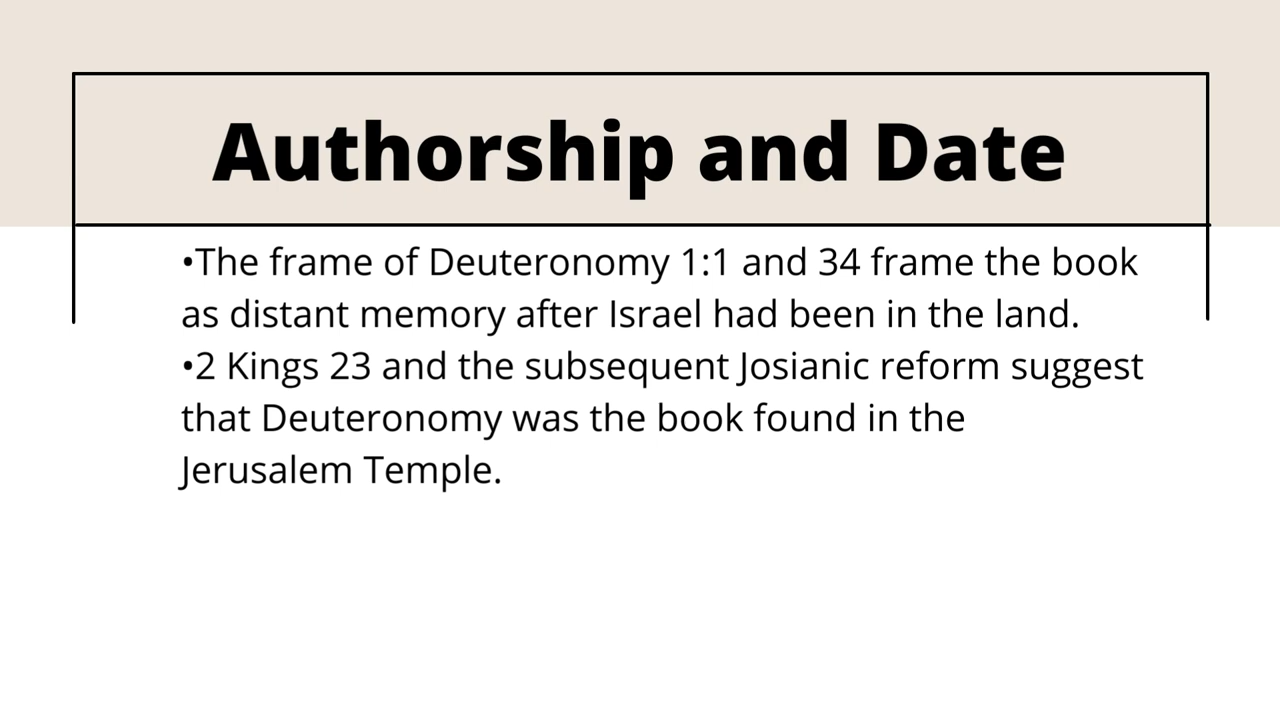 Authorship and Date
•The frame of Deuteronomy 1:1 and 34 frame the book
as distant memory after Israel had been in the land.
•2 Kings 23 and the subsequent Josianic reform suggest
that Deuteronomy was the book found in the
Jerusalem Temple.